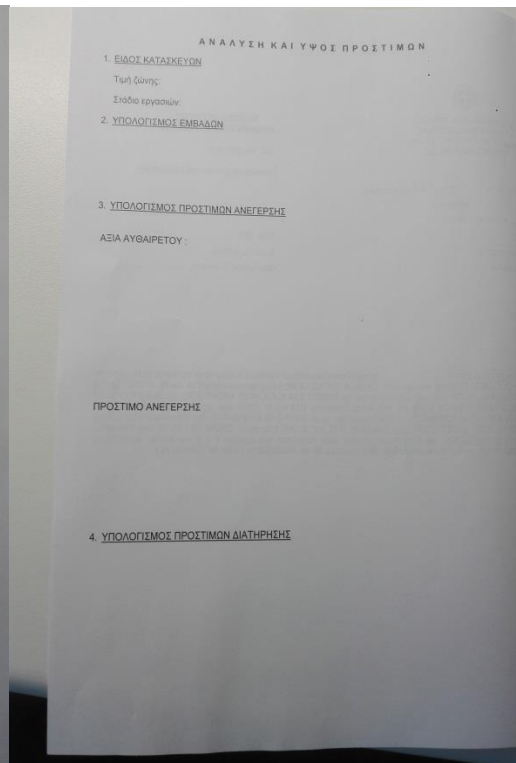 ΑΝΑΛΥΣΗ ΚΑΙ ΥΨΟΣ ΠΡΟΣΤΙΜΩΝ
1. ΕΙΔΟΣ ΚΑΤΑΣΚΕΥΩΝ
Τιμή ζώνης:
Στάδιο εργασιών:
2. ΥΠΟΛΟΓΙΣΜΟΣ ΕΜΒΑΔΩΝ
3. ΥΠΟΛΟΓΙΣΜΟΣ ΠΡΟΣΤΙΜΩΝ ΑΝΕΓΕΡΣΗΣ
ΑΞΙΑ ΑΥΘΑΙΡΕΤΟΥ :
ΠΡΟΣΤΙΜΟ ΑΝΕΓΕΡΣΗΣ
4. ΥΠΟΛΟΓΙΣΜΟΣ ΠΡΟΣΤΙΜΩΝ ΔΙΑΤΗΡΗΣΗΣ